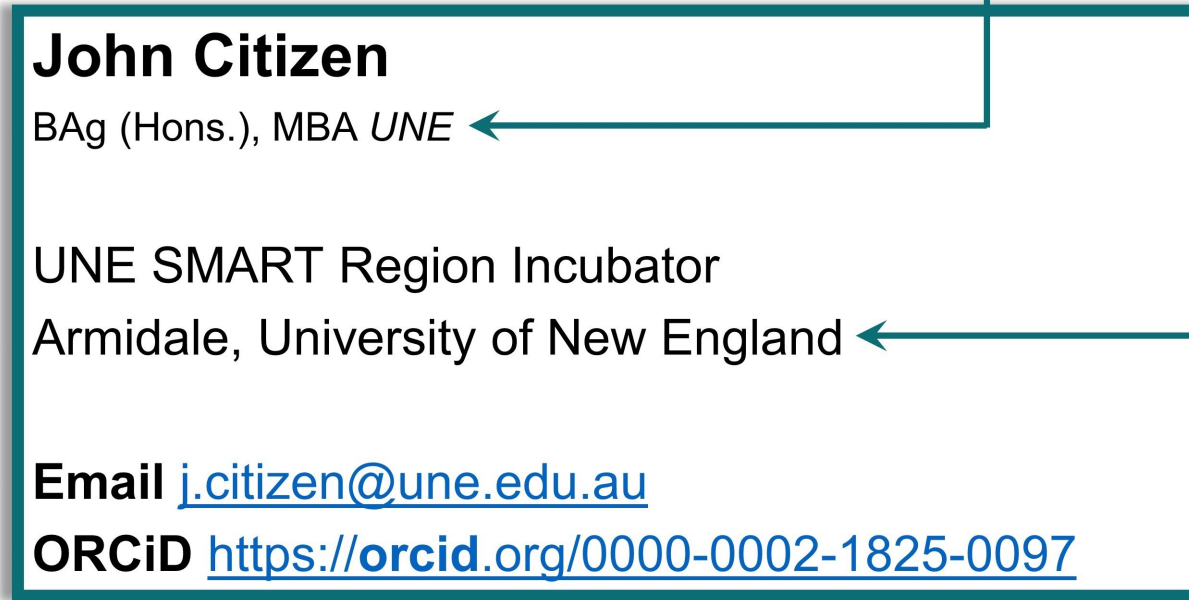 John Citizen
BAg (Hons.), MBA UNE
UNE SMART Region Incubator
Armidale, University of New England
Email j.citizen@une.edu.au
ORCiD https://orcid.org/0000-0002-1825-0097